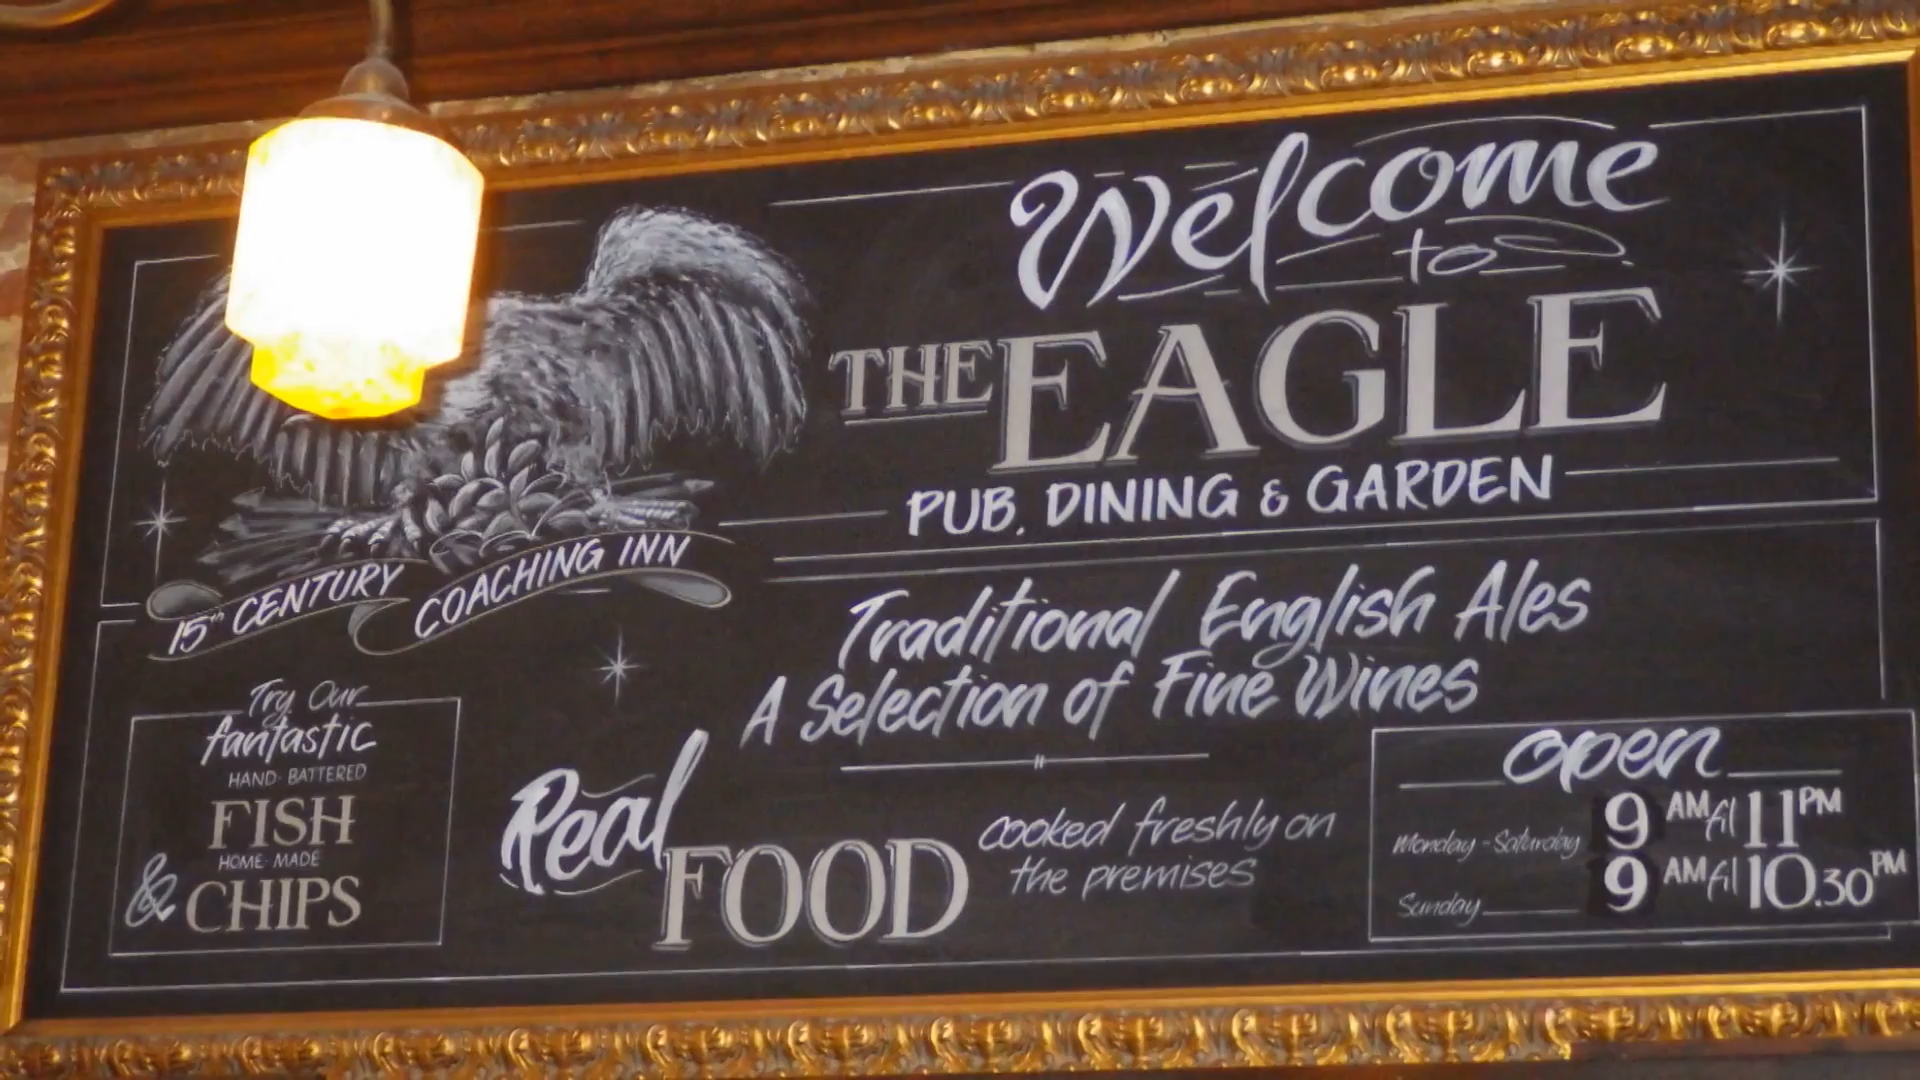 Welcome
to
THE EAGLE
PUB, DINING & GARDEN
15th CENTURY COACHING INN
Traditional English Ales
A Selection of Fine Wines
Try Our
fantastic
HAND-BATTERED
FISH
HOME-MADE
& CHIPS
Real
FOOD
cooked freshly on
the premises
open
Monday - Saturday 9 AM til 11 PM
Sunday 9 AM til 10.30 PM